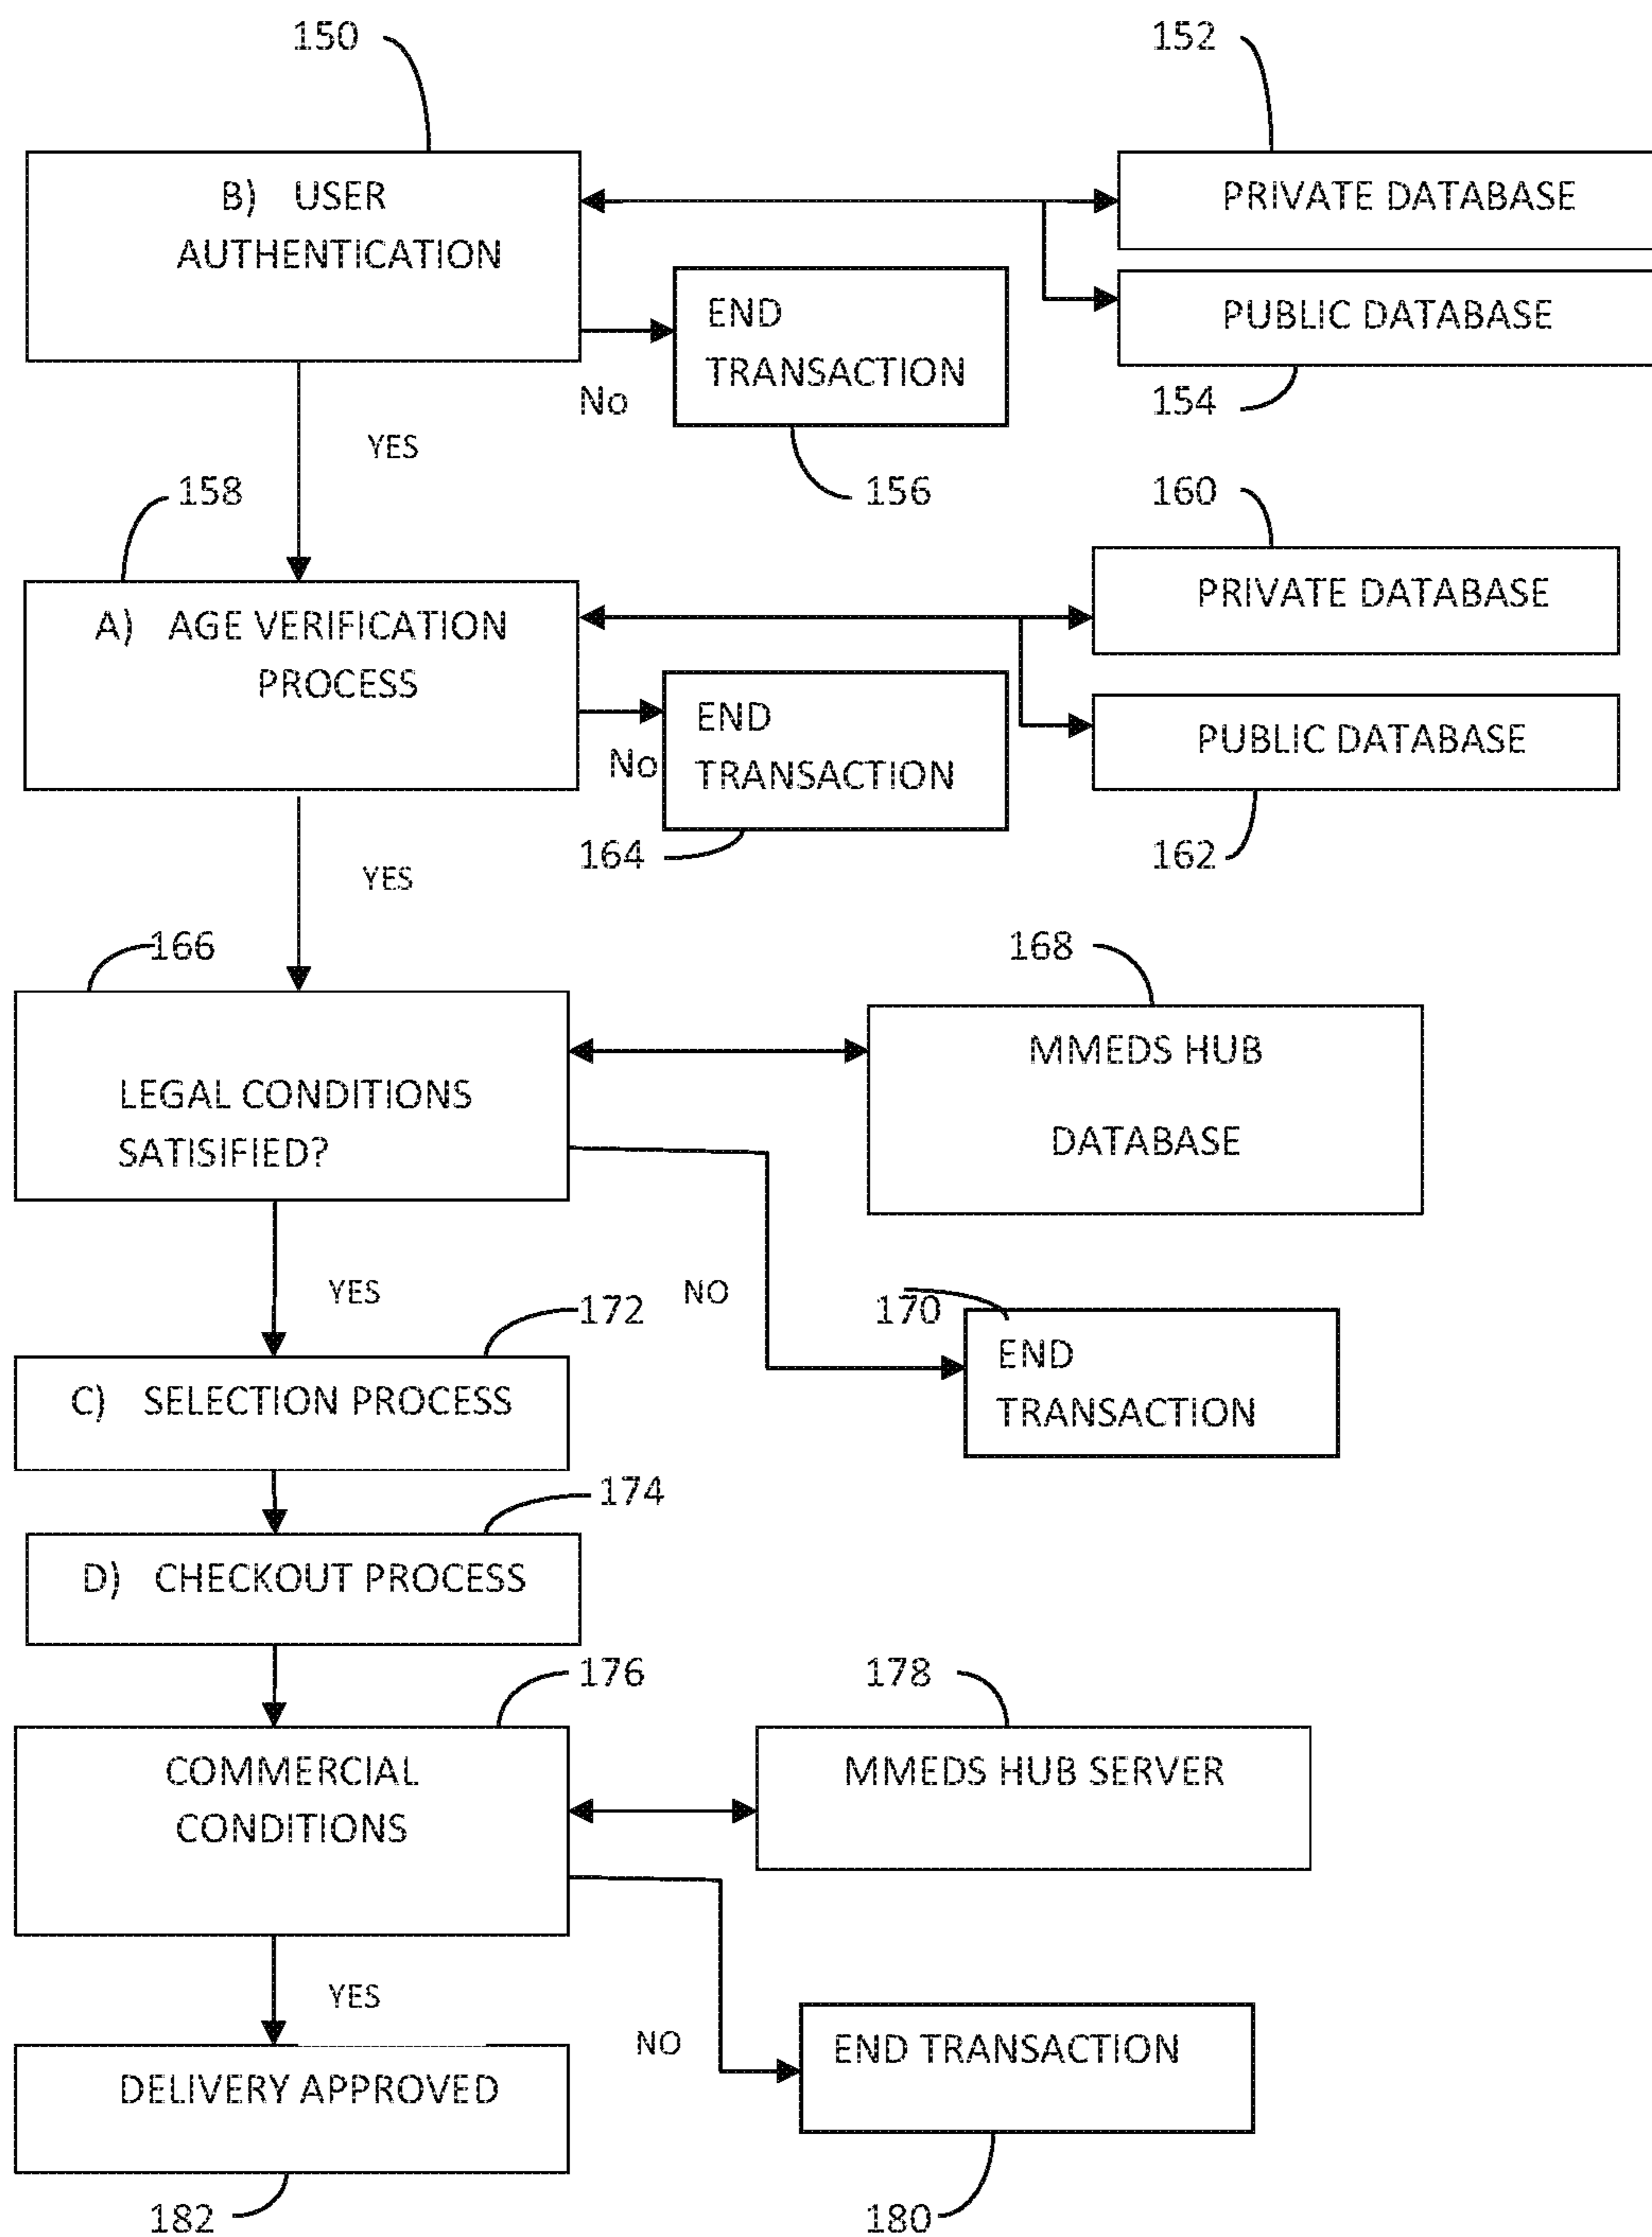 150
152
B) USER
AUTHENTICATION
PRIVATE DATABASE
END
TRANSACTION
PUBLIC DATABASE
No
154
YES
158
156
160
A) AGE VERIFICATION
PROCESS
PRIVATE DATABASE
END
TRANSACTION
No
PUBLIC DATABASE
164
162
YES
166
168
LEGAL CONDITIONS
SATISIFIED?
MMEDS HUB
DATABASE
YES
NO
172
170
END
TRANSACTION
C) SELECTION PROCESS
174
D) CHECKOUT PROCESS
176
178
COMMERCIAL
CONDITIONS
MMEDS HUB SERVER
YES
NO
END TRANSACTION
DELIVERY APPROVED
182
180